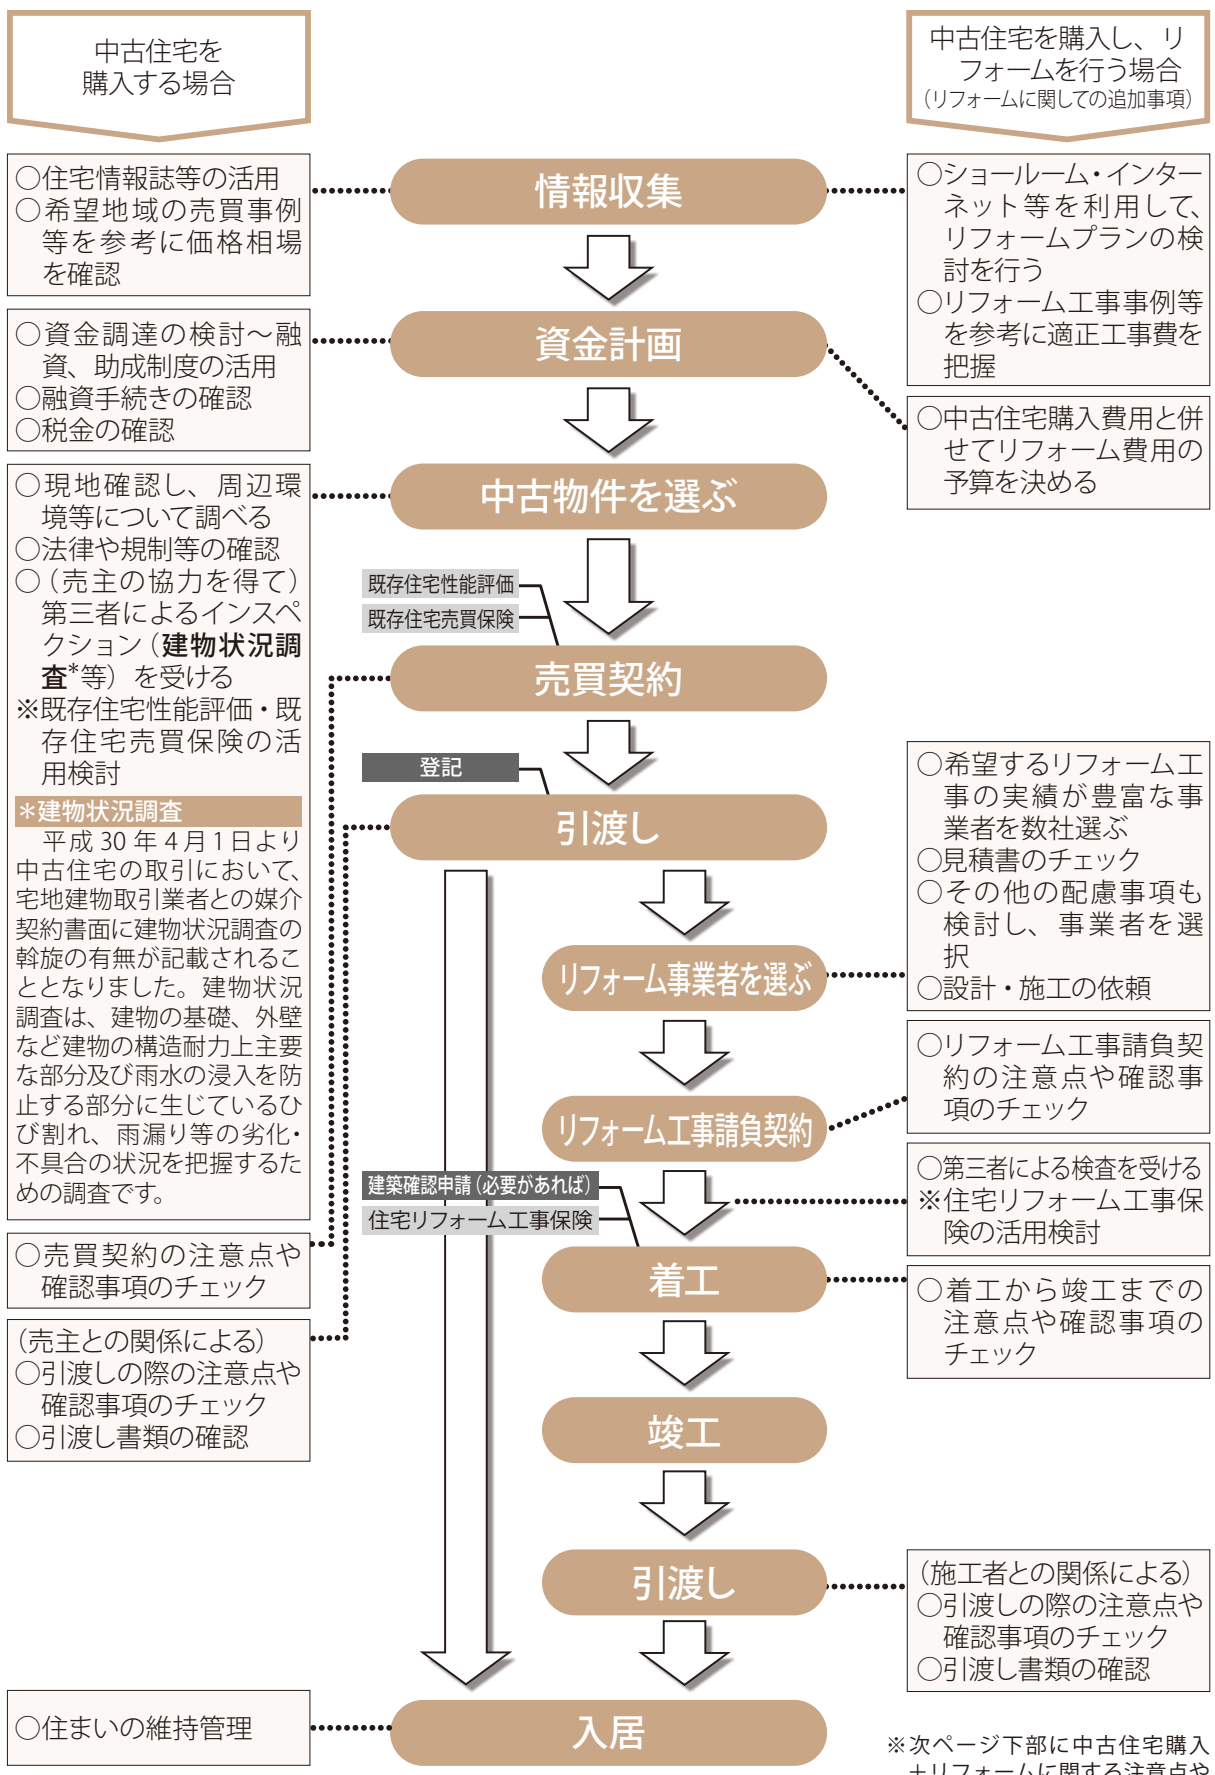 中古住宅を
購入する場合
中古住宅を購入し、リ
フォームを行う場合
(リフォームに関しての追加事項)
○住宅情報誌等の活用
○希望地域の売買事例
等を参考に価格相場
を確認
情報収集
○ショールーム・インター
ネット等を利用して、
リフォームプランの検
討を行う
○リフォーム工事事例等
を参考に適正工事費を
把握
○資金調達の検討〜融
資、助成制度の活用
○融資手続きの確認
○税金の確認
資金計画
○中古住宅購入費用と併
せてリフォーム費用の
予算を決める
○現地確認し、周辺環
境等について調べる
○法律や規制等の確認
○(売主の協力を得て)
第三者によるインスペ
クション(建物状況調
査*等)を受ける
※既存住宅性能評価・既
存住宅売買保険の活
用検討
*建物状況調査
平成 30 年 4 月 1 日より
中古住宅の取引において、
宅地建物取引業者との媒介
契約書面に建物状況調査の
斡旋の有無が記載されるこ
ととなりました。建物状況
調査は、建物の基礎、外壁
など建物の構造耐力上主要
な部分及び雨水の浸入を防
止する部分に生じているひ
び割れ、雨漏り等の劣化・
不具合の状況を把握するた
めの調査です。
中古物件を選ぶ
既存住宅性能評価
既存住宅売買保険
売買契約
登記
引渡し
○希望するリフォーム工
事の実績が豊富な事
業者を数社選ぶ
○見積書のチェック
○その他の配慮事項も
検討し、事業者を選
択
○設計・施工の依頼
リフォーム事業者を選ぶ
○リフォーム工事請負契
約の注意点や確認事
項のチェック
リフォーム工事請負契約
○第三者による検査を受ける
※住宅リフォーム工事保
険の活用検討
建築確認申請(必要があれば)
住宅リフォーム工事保険
○売買契約の注意点や
確認事項のチェック
着工
○着工から竣工までの
注意点や確認事項の
チェック
(売主との関係による)
○引渡しの際の注意点や
確認事項のチェック
○引渡し書類の確認
竣工
引渡し
(施工者との関係による)
○引渡しの際の注意点や
確認事項のチェック
○引渡し書類の確認
○住まいの維持管理
入居
※次ページ下部に中古住宅購入
+リフォームに関する注意点や